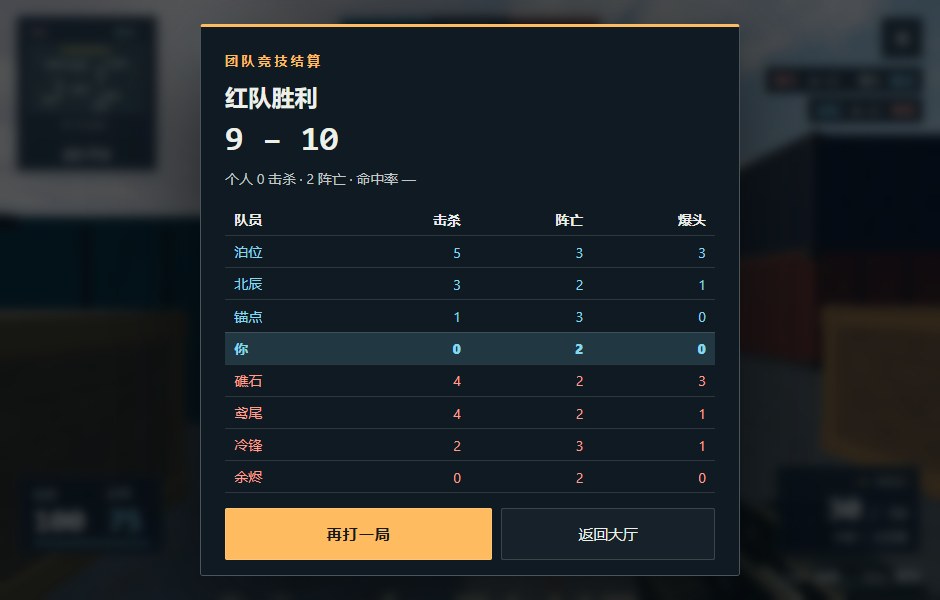 团队竞技结算
红队胜利
9 – 10
个人 0 击杀 · 2 阵亡 · 命中率 —
队员 击杀 阵亡 爆头
泊位 5 3 3
北辰 3 2 1
锚点 1 3 0
你 0 2 0
礁石 4 2 3
鸢尾 4 2 1
冷锋 2 3 1
余烬 0 2 0
再打一局 返回大厅
100 75
30